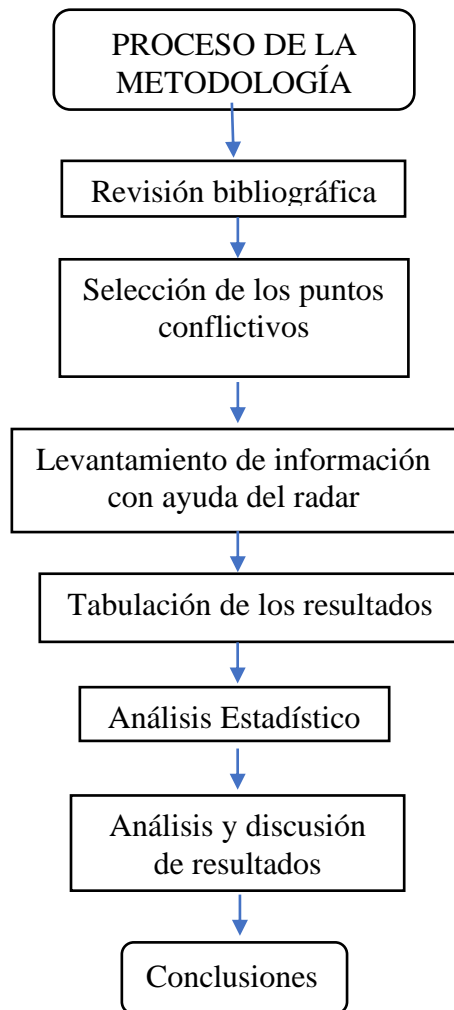 PROCESO DE LA
METODOLOGÍA
Revisión bibliográfica
Selección de los puntos
conflictivos
Levantamiento de información
con ayuda del radar
Tabulación de los resultados
Análisis Estadístico
Análisis y discusión
de resultados
Conclusiones